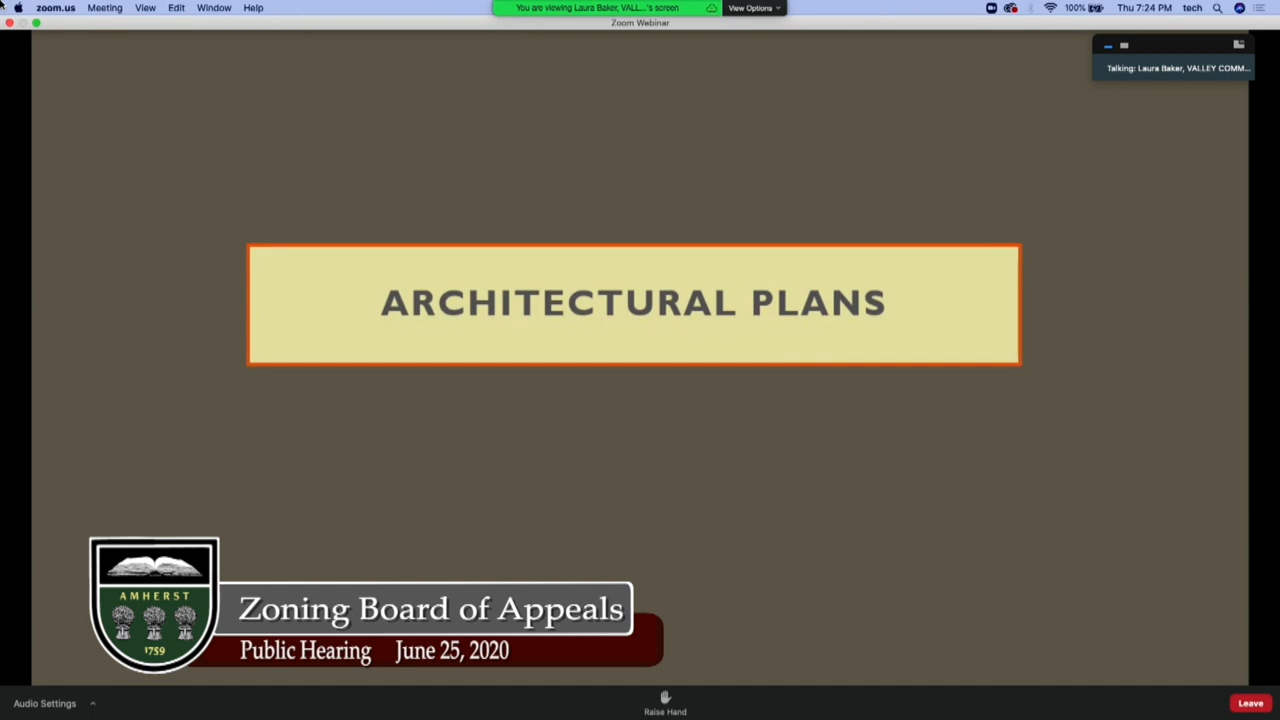 zoom.us Meeting View Edit Window Help
You are viewing Laura Baker, VALL...'s screen
View Options
100%
Thu 7:24 PM tech
Zoom Webinar
Talking: Laura Baker, VALLEY COMM...
ARCHITECTURAL PLANS
AMHERST
1759
Zoning Board of Appeals
Public Hearing June 25, 2020
Audio Settings
Raise Hand
Leave